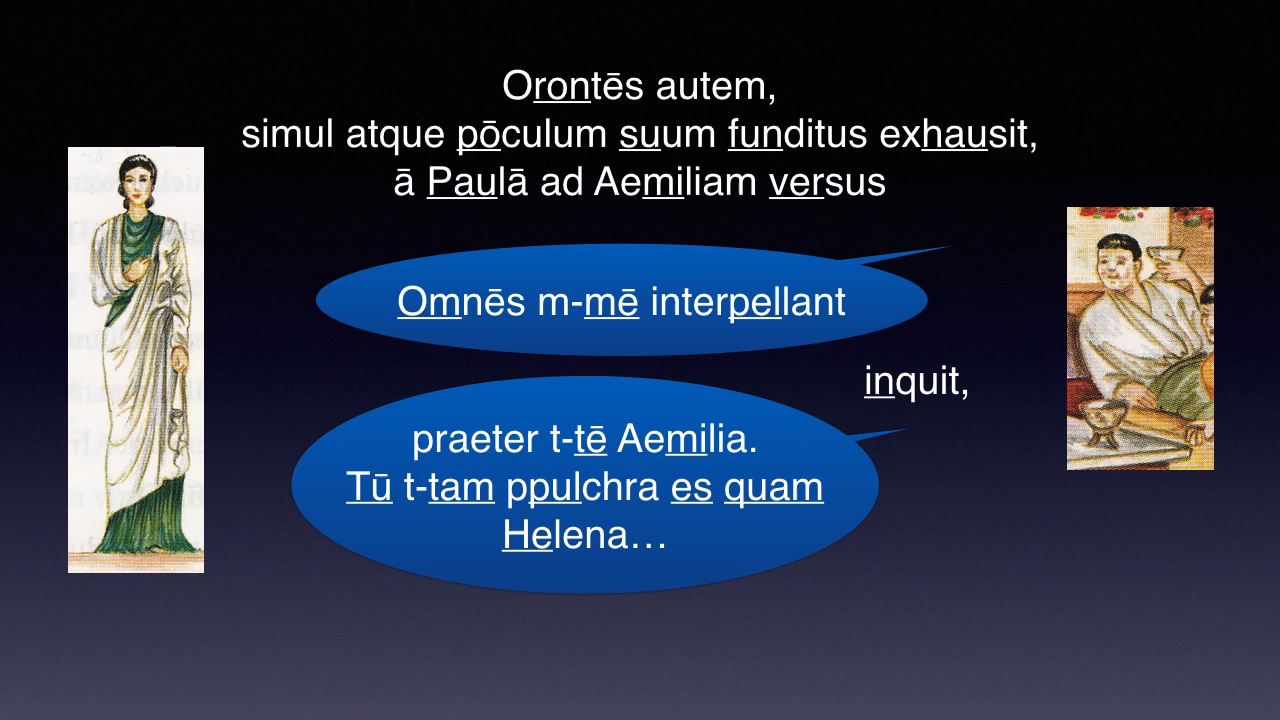 Orontēs autem,
simul atque pōculum suum funditus exhausit,
ā Paulā ad Aemiliam versus
Omnēs m-mē interpellant
inquit,
praeter t-tē Aemilia.
Tū t-tam ppulchra es quam
Helena…